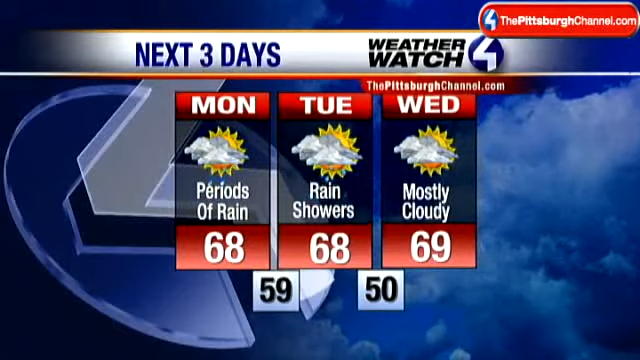 4 ThePittsburghChannel.com
NEXT 3 DAYS
WEATHER
WATCH 4
ThePittsburghChannel.com
MON TUE WED
Periods Of Rain
Rain Showers
Mostly Cloudy
68 68 69
59 50